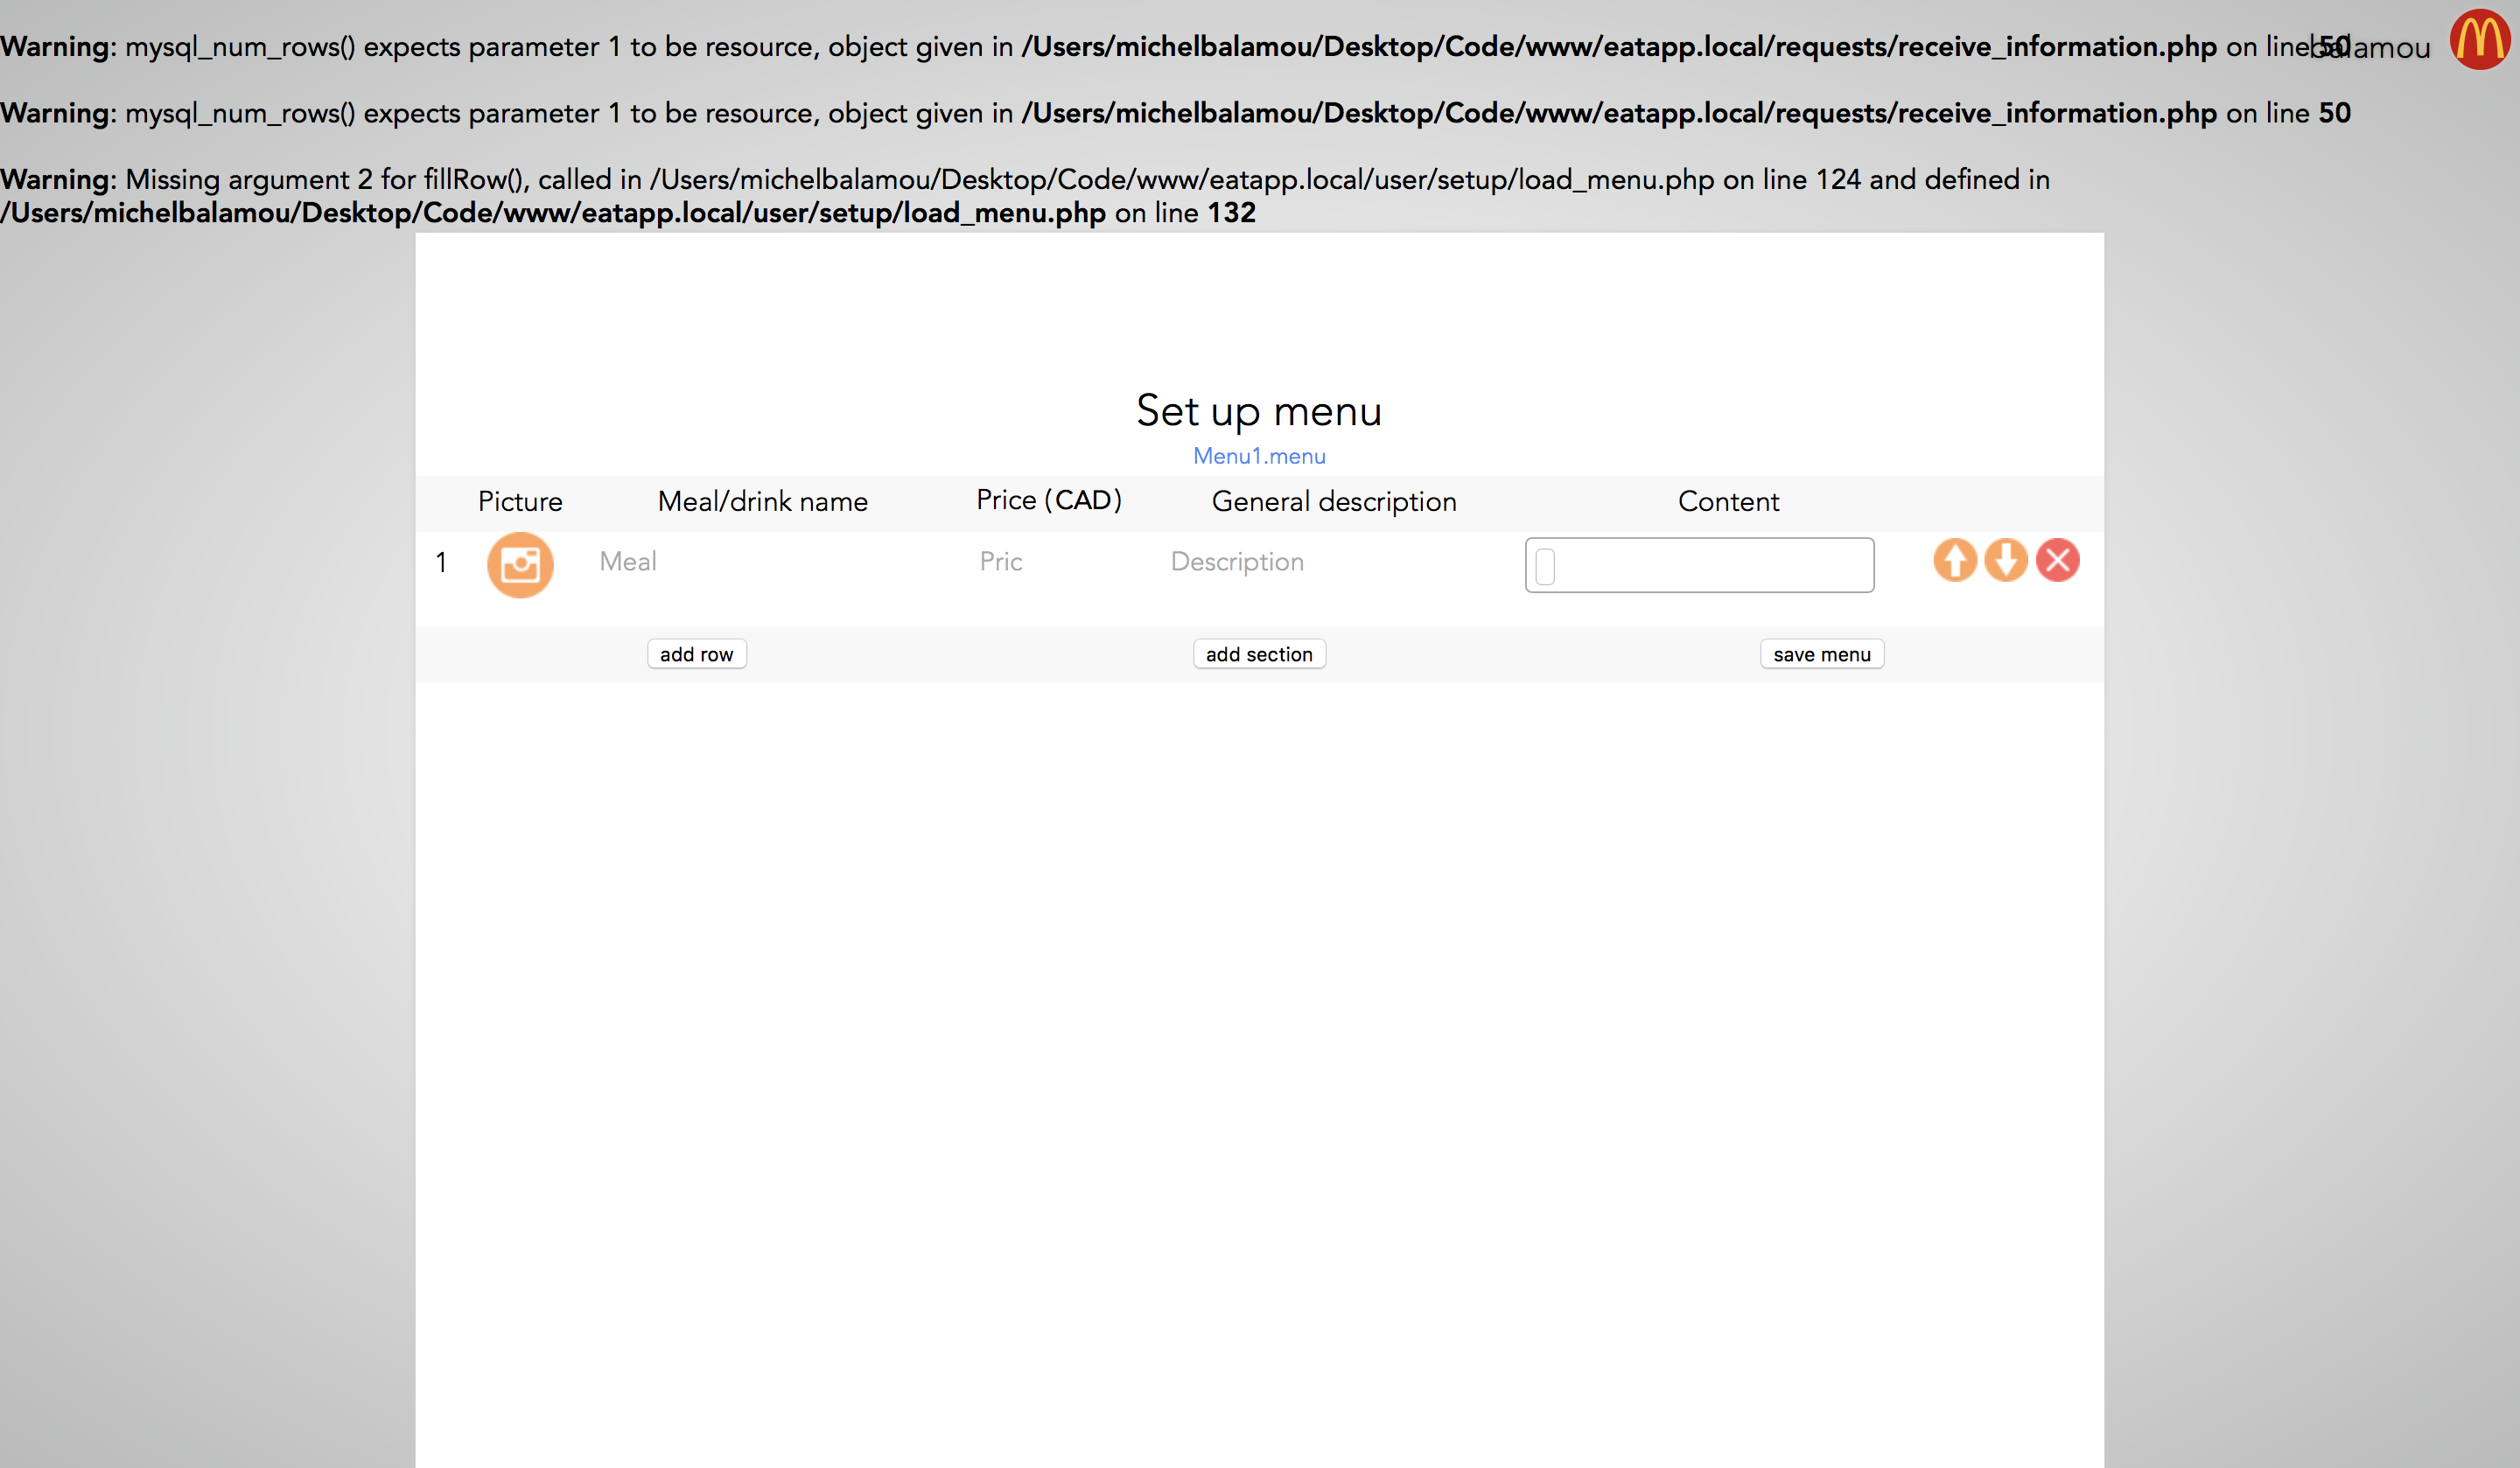 Warning: mysql_num_rows() expects parameter 1 to be resource, object given in /Users/michelbalamou/Desktop/Code/www/eatapp.local/requests/receive_information.php on line 50
balamou
Warning: mysql_num_rows() expects parameter 1 to be resource, object given in /Users/michelbalamou/Desktop/Code/www/eatapp.local/requests/receive_information.php on line 50
Warning: Missing argument 2 for fillRow(), called in /Users/michelbalamou/Desktop/Code/www/eatapp.local/user/setup/load_menu.php on line 124 and defined in
/Users/michelbalamou/Desktop/Code/www/eatapp.local/user/setup/load_menu.php on line 132
Set up menu
Menu1.menu
Picture Meal/drink name Price (CAD) General description Content
1 Meal Pric Description
add row add section save menu